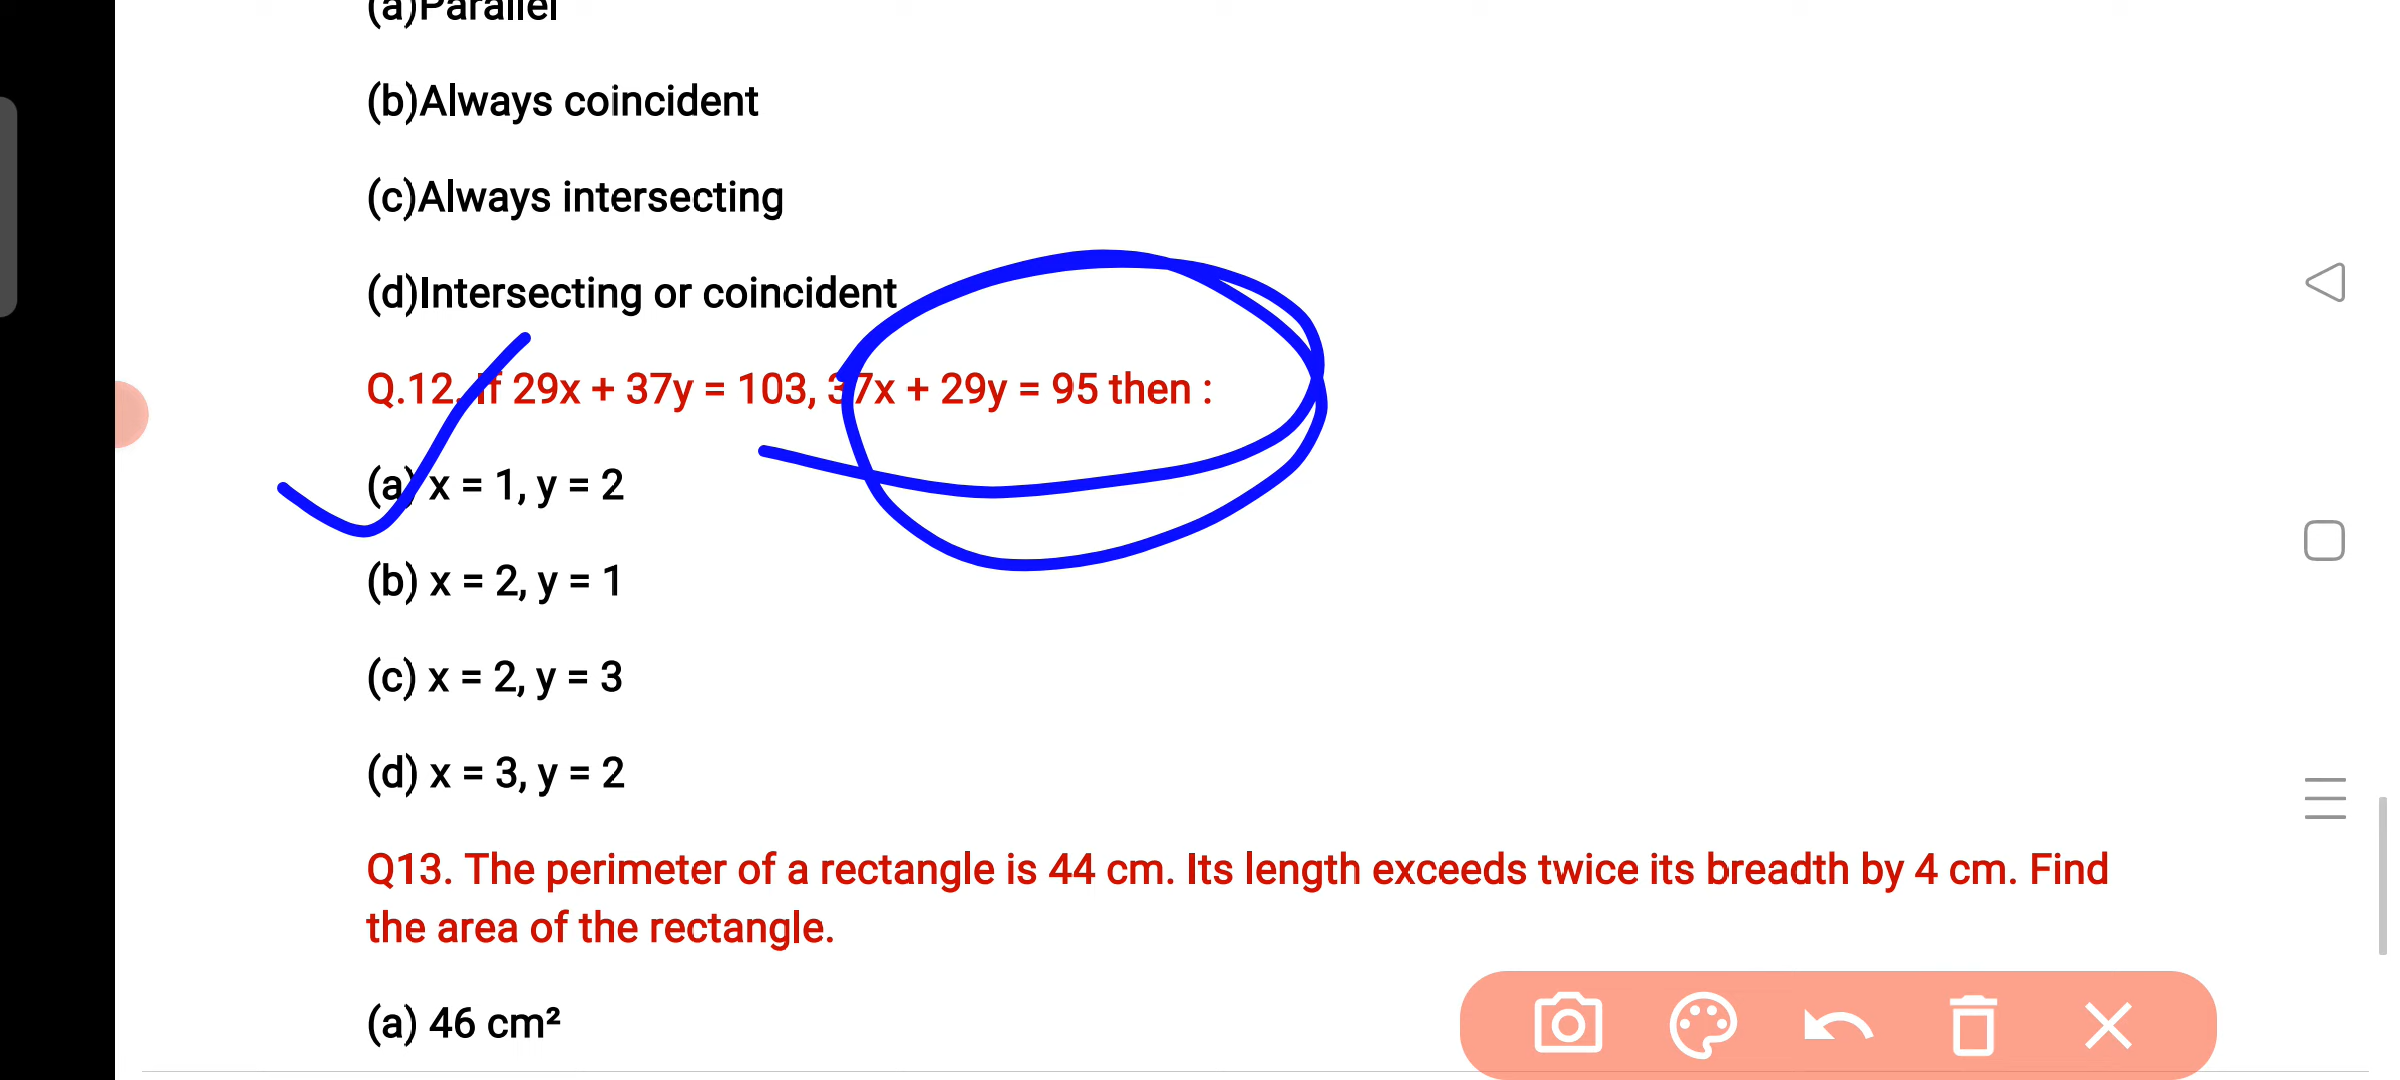 (a)Parallel
(b)Always coincident
(c)Always intersecting
(d)Intersecting or coincident
Q.12. If 29x + 37y = 103, 37x + 29y = 95 then :
(a) x = 1, y = 2
(b) x = 2, y = 1
(c) x = 2, y = 3
(d) x = 3, y = 2
Q13. The perimeter of a rectangle is 44 cm. Its length exceeds twice its breadth by 4 cm. Find
the area of the rectangle.
(a) 46 cm²